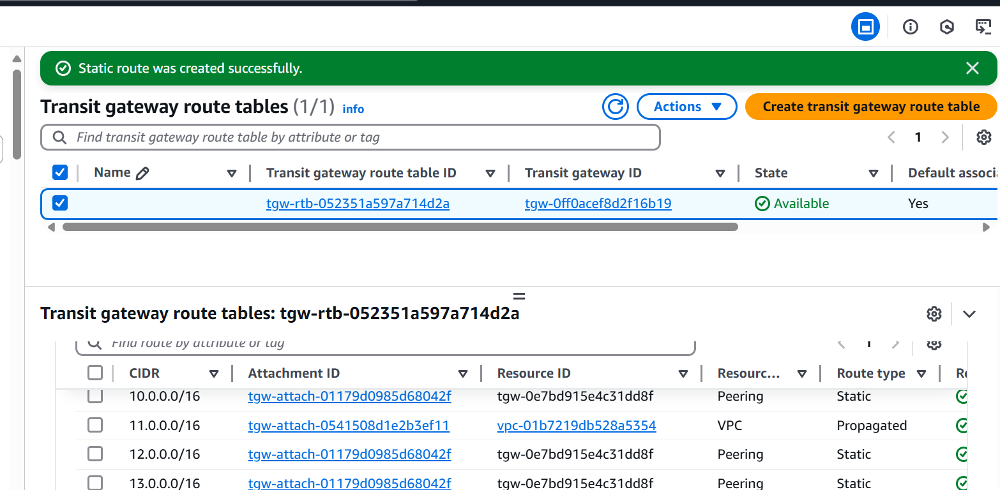 Static route was created successfully.
Transit gateway route tables (1/1) info
Actions
Create transit gateway route table
Find transit gateway route table by attribute or tag
1
Name Transit gateway route table ID Transit gateway ID State Default associ
tgw-rtb-052351a597a714d2a tgw-0ff0acef8d2f16b19 Available Yes
Transit gateway route tables: tgw-rtb-052351a597a714d2a
Find route by attribute or tag 1
CIDR Attachment ID Resource ID Resourc... Route type R
10.0.0.0/16 tgw-attach-01179d0985d68042f tgw-0e7bd915e4c31dd8f Peering Static
11.0.0.0/16 tgw-attach-0541508d1e2b3ef11 vpc-01b7219db528a5354 VPC Propagated
12.0.0.0/16 tgw-attach-01179d0985d68042f tgw-0e7bd915e4c31dd8f Peering Static
13.0.0.0/16 tgw-attach-01179d0985d68042f tgw-0e7bd915e4c31dd8f Peering Static